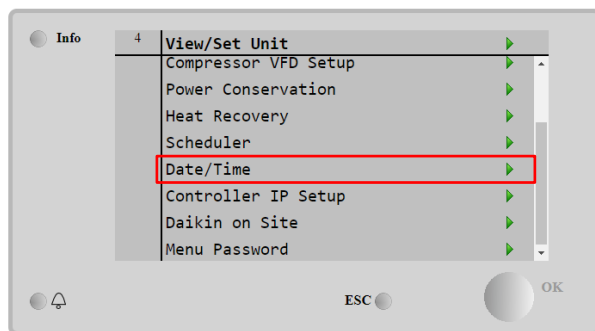 Info
4 View/Set Unit
Compressor VFD Setup
Power Conservation
Heat Recovery
Scheduler
Date/Time
Controller IP Setup
Daikin on Site
Menu Password
ESC
OK